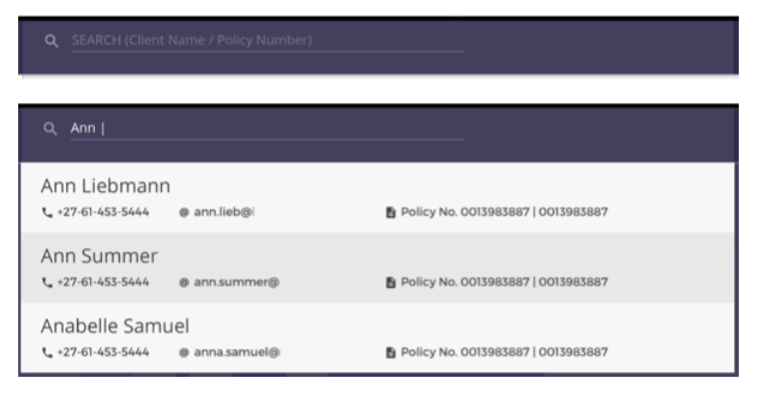 SEARCH (Client Name / Policy Number)
Ann |
Ann Liebmann
+27-61-453-5444 @ ann.lieb@ Policy No. 0013983887 | 0013983887
Ann Summer
+27-61-453-5444 @ ann.summer@ Policy No. 0013983887 | 0013983887
Anabelle Samuel
+27-61-453-5444 @ anna.samuel@ Policy No. 0013983887 | 0013983887